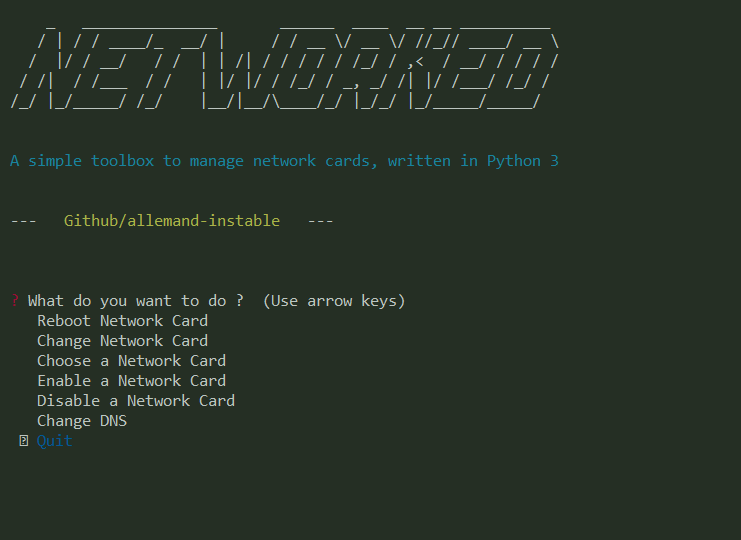 NETWORKED
A simple toolbox to manage network cards, written in Python 3
--- Github/allemand-instable ---
? What do you want to do ? (Use arrow keys)
Reboot Network Card
Change Network Card
Choose a Network Card
Enable a Network Card
Disable a Network Card
Change DNS
Quit